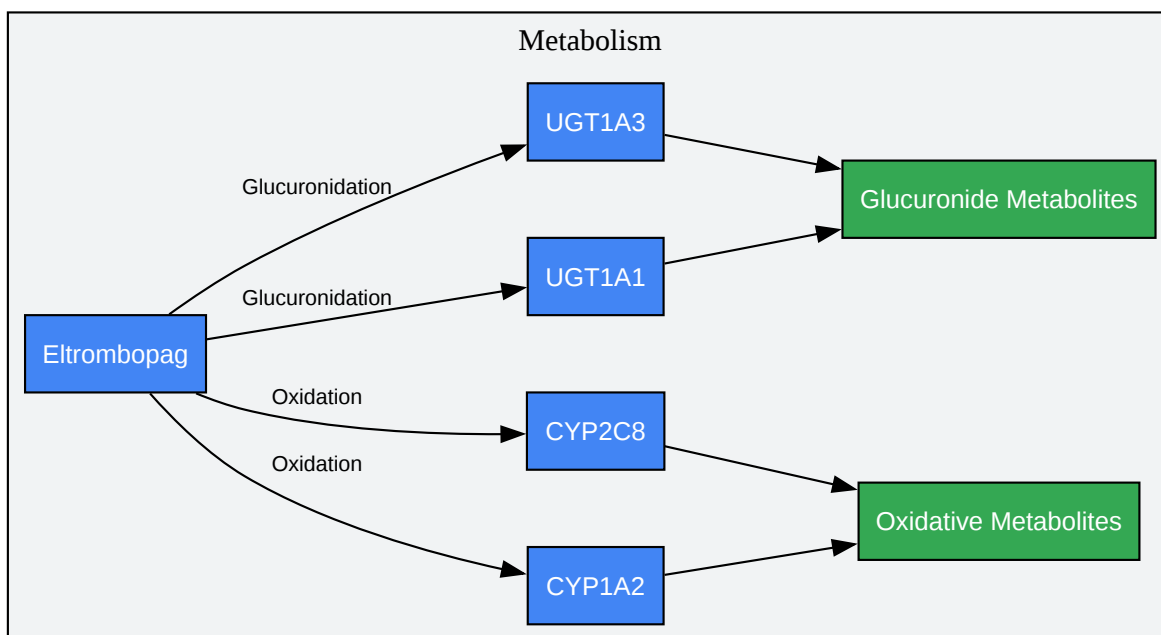 Metabolism
UGT1A3
Glucuronidation
Glucuronide Metabolites
UGT1A1
Glucuronidation
Eltrombopag
Oxidation
CYP2C8
Oxidation
Oxidative Metabolites
CYP1A2